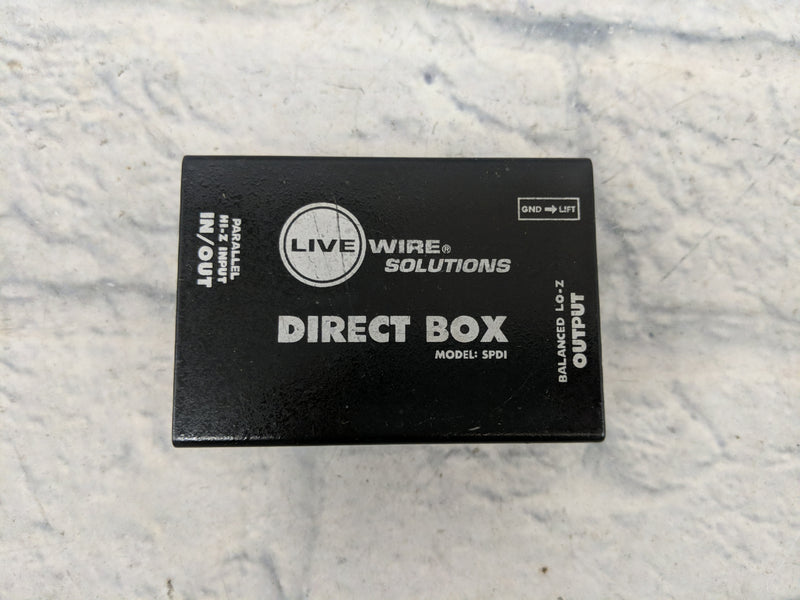 PARALLEL
HI-Z INPUT
IN/OUT
LIVE WIRE®
SOLUTIONS
DIRECT BOX
MODEL: SPDI
GND ➡ LIFT
BALANCED LO-Z
OUTPUT